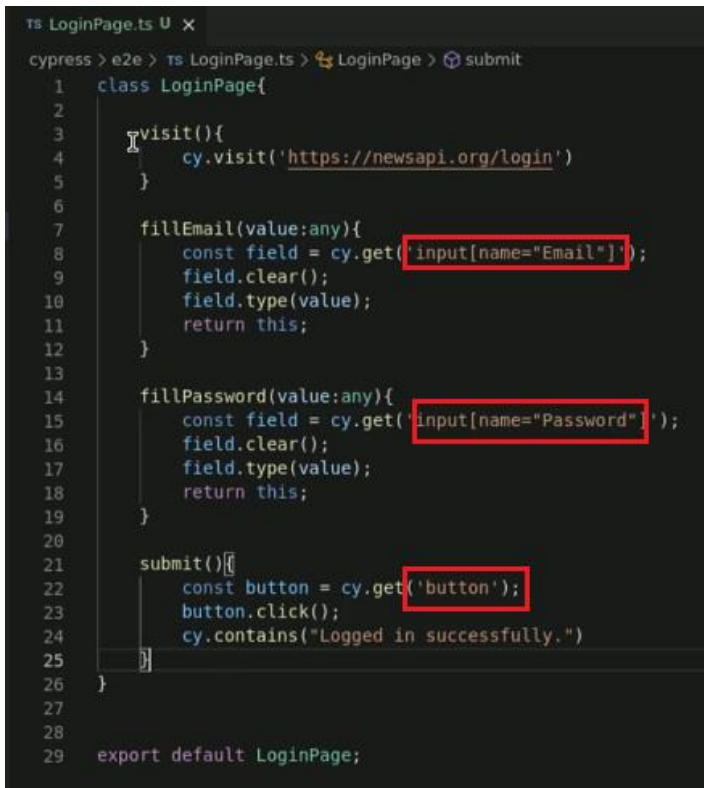 TS LoginPage.ts U ×
cypress > e2e > TS LoginPage.ts > LoginPage > submit
1 class LoginPage{
2
3 visit(){
4 cy.visit('https://newsapi.org/login')
5 }
6
7 fillEmail(value:any){
8 const field = cy.get('input[name="Email"]');
9 field.clear();
10 field.type(value);
11 return this;
12 }
13
14 fillPassword(value:any){
15 const field = cy.get('input[name="Password"]');
16 field.clear();
17 field.type(value);
18 return this;
19 }
20
21 submit(){
22 const button = cy.get('button');
23 button.click();
24 cy.contains("Logged in successfully.")
25 }
26 }
27
28
29 export default LoginPage;